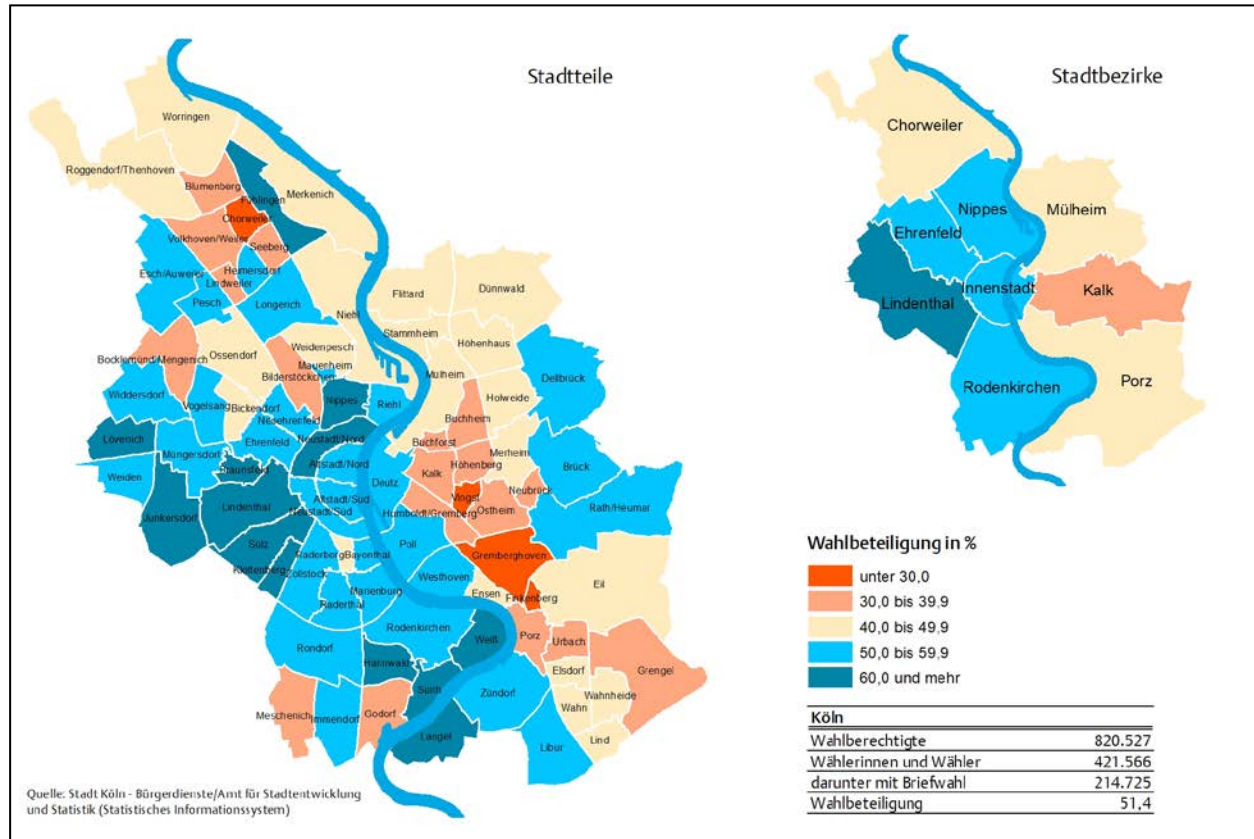 Stadtteile
Worringen
Roggendorf/Thenhoven
Blumenberg
Fühlingen
Merkenich
Chorweiler
Volkhoven/Weiler
Seeberg
Esch/Auweiler
Heimersdorf
Lindweiler
Pesch
Longerich
Niehl
Flittard
Dünnwald
Stammheim
Höhenhaus
Ossendorf
Weidenpesch
Bocklemünd/Mengenich
Mauenheim
Bilderstöckchen
Mülheim
Dellbrück
Widdersdorf
Vogelsang
Bickendorf
Nippes
Riehl
Holweide
Neuehrenfeld
Buchheim
Lövenich
Müngersdorf
Ehrenfeld
Neustadt/Nord
Buchforst
Merheim
Weiden
Braunsfeld
Altstadt/Nord
Kalk
Höhenberg
Brück
Deutz
Vingst
Neubrück
Junkersdorf
Lindenthal
Altstadt/Süd
Neustadt/Süd
Humboldt/Gremberg
Ostheim
Rath/Heumar
Sülz
Poll
Klettenberg
Zollstock
Raderberg
Bayenthal
Gremberghoven
Raderthal
Marienburg
Westhoven
Ensen
Finkenberg
Eil
Rondorf
Rodenkirchen
Weiß
Porz
Urbach
Hahnwald
Elsdorf
Grengel
Sürth
Zündorf
Wahnheide
Meschenich
Immendorf
Godorf
Wahn
Langel
Libur
Lind
Quelle: Stadt Köln - Bürgerdienste/Amt für Stadtentwicklung
und Statistik (Statistisches Informationssystem)
Stadtbezirke
Chorweiler
Nippes
Mülheim
Ehrenfeld
Lindenthal
Innenstadt
Kalk
Rodenkirchen
Porz
Wahlbeteiligung in %
unter 30,0
30,0 bis 39,9
40,0 bis 49,9
50,0 bis 59,9
60,0 und mehr
Köln
Wahlberechtigte 820.527
Wählerinnen und Wähler 421.566
darunter mit Briefwahl 214.725
Wahlbeteiligung 51,4